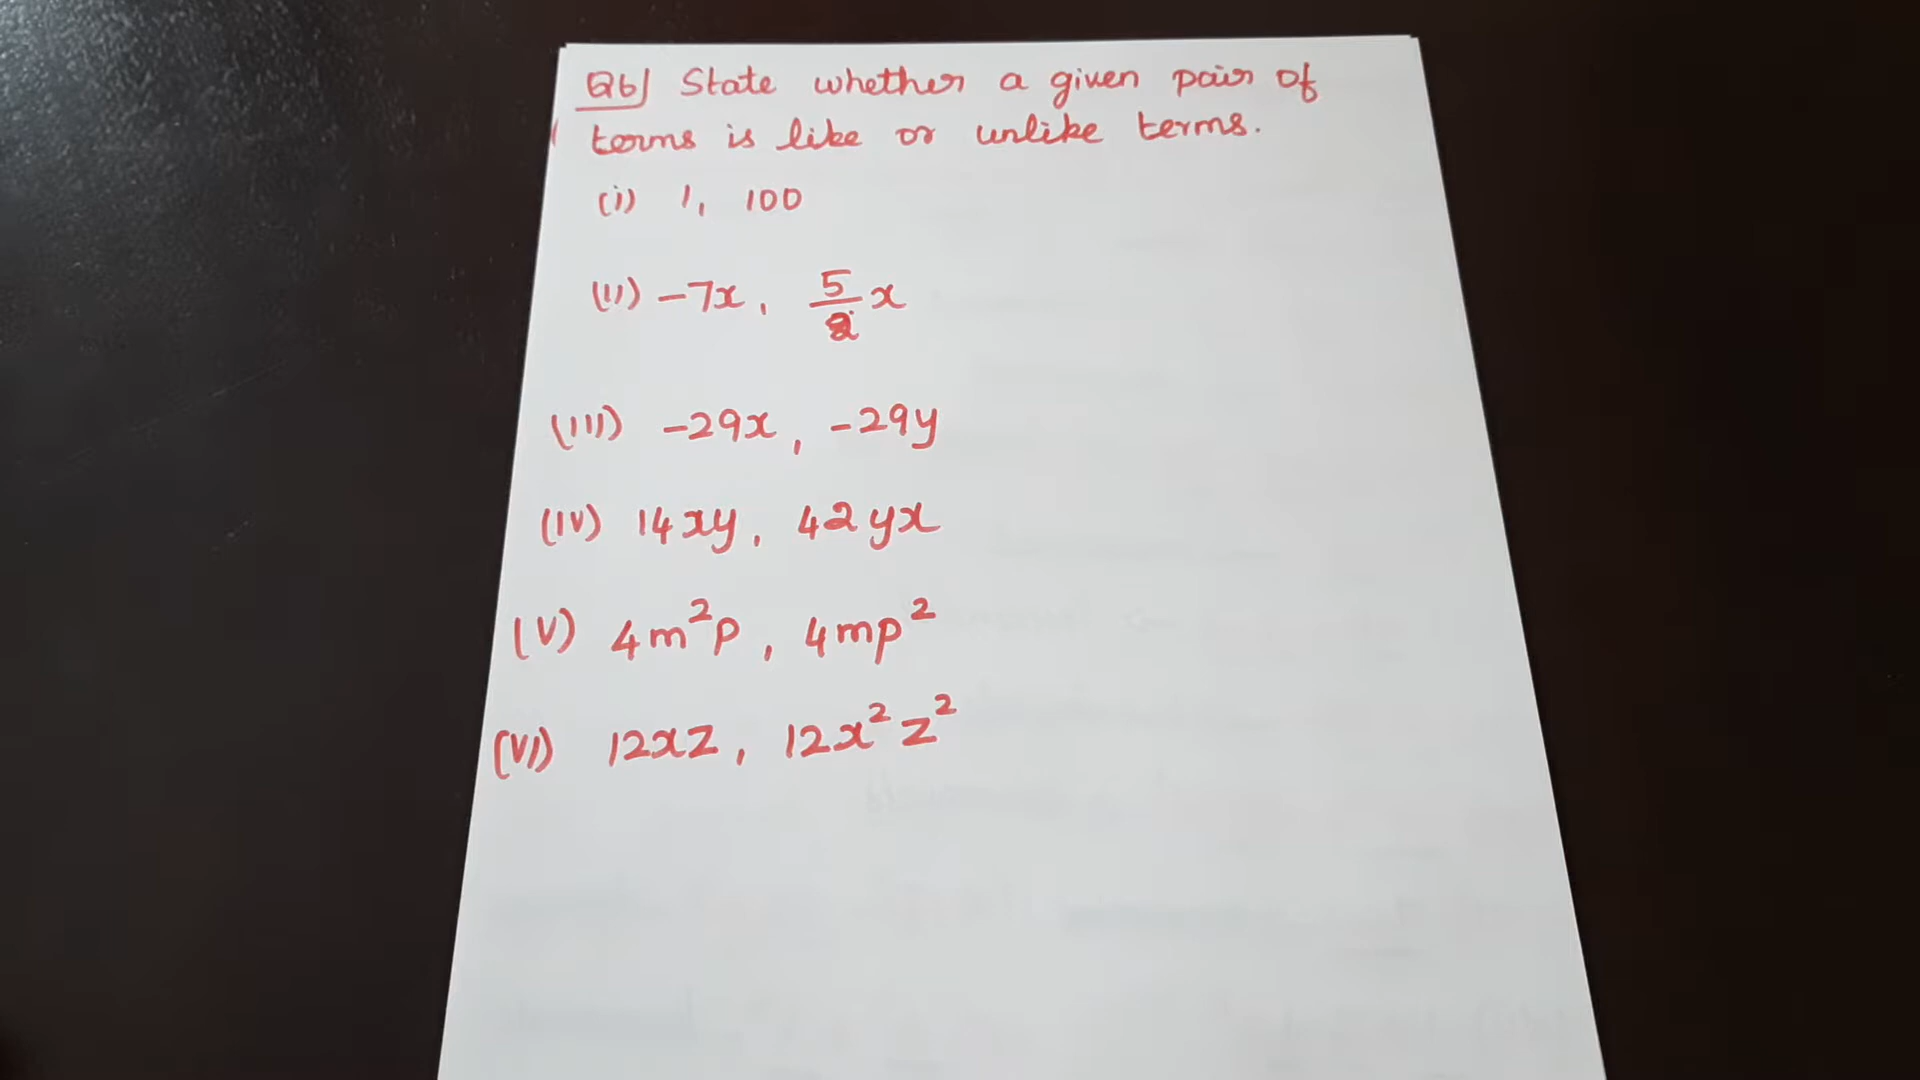 Q6) State whether a given pair of
terms is like or unlike terms.
(i) 1, 100
(ii) -7x, 5/2 x
(iii) -29x, -29y
(iv) 14xy, 42yx
(v) 4m²p, 4mp²
(vi) 12xz, 12x²z²